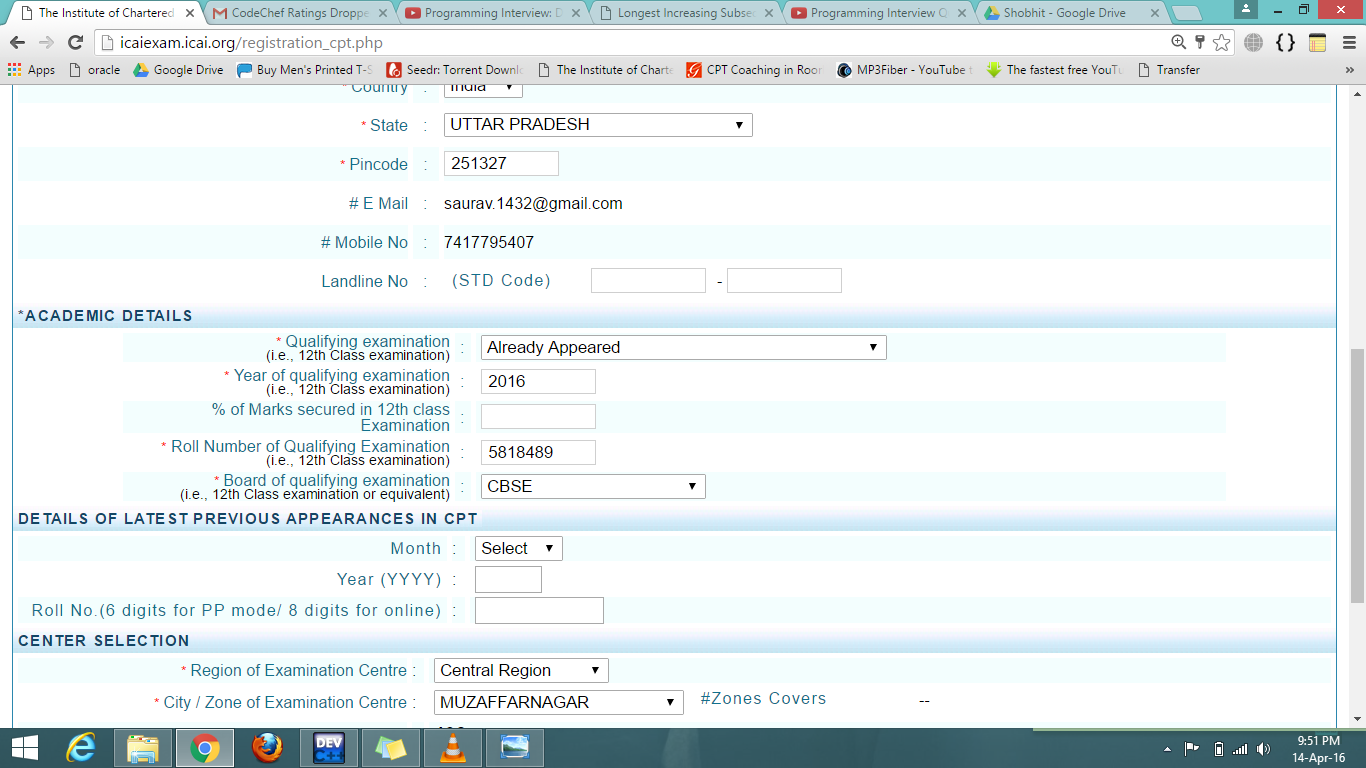 The Institute of Chartered
CodeChef Ratings Droppe
Programming Interview: D
Longest Increasing Subsec
Programming Interview Q
Shobhit - Google Drive
icaiexam.icai.org/registration_cpt.php
Apps
oracle
Google Drive
Buy Men's Printed T-S
Seedr: Torrent Downl
The Institute of Charte
CPT Coaching in Roor
MP3Fiber - YouTube t
The fastest free YouTu
Transfer
»
* Country : India
* State : UTTAR PRADESH
* Pincode : 251327
# E Mail : saurav.1432@gmail.com
# Mobile No : 7417795407
Landline No : (STD Code) -
*ACADEMIC DETAILS
* Qualifying examination : Already Appeared
(i.e., 12th Class examination)
* Year of qualifying examination : 2016
(i.e., 12th Class examination)
% of Marks secured in 12th class :
Examination
* Roll Number of Qualifying Examination : 5818489
(i.e., 12th Class examination)
* Board of qualifying examination : CBSE
(i.e., 12th Class examination or equivalent)
DETAILS OF LATEST PREVIOUS APPEARANCES IN CPT
Month : Select
Year (YYYY) :
Roll No.(6 digits for PP mode/ 8 digits for online) :
CENTER SELECTION
* Region of Examination Centre : Central Region
* City / Zone of Examination Centre : MUZAFFARNAGAR #Zones Covers --
DEV
C++
9:51 PM
14-Apr-16